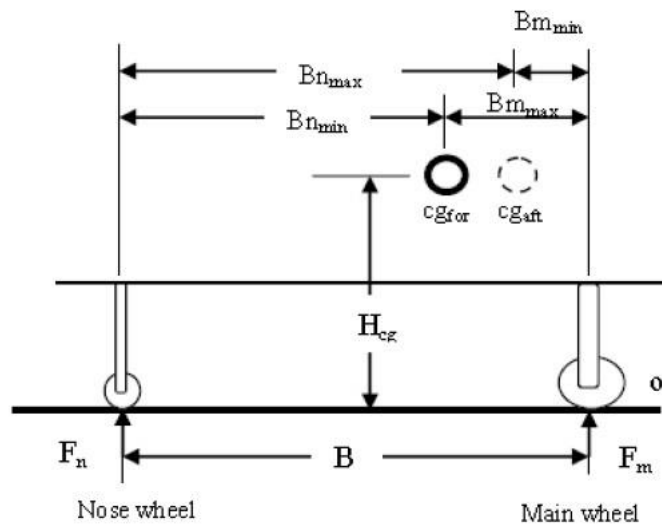 Bm_min
Bn_max
Bn_min Bm_max
cg_for cg_aft
H_cg
o
F_n B F_m
Nose wheel Main wheel